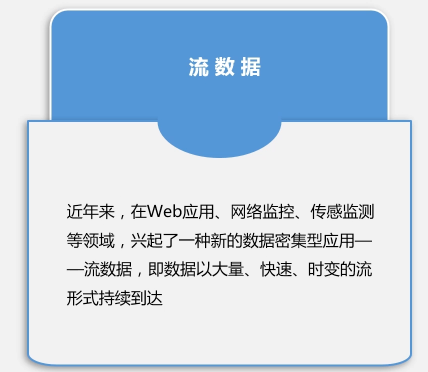 流数据
近年来，在Web应用、网络监控、传感监测
等领域，兴起了一种新的数据密集型应用—
—流数据，即数据以大量、快速、时变的流
形式持续到达